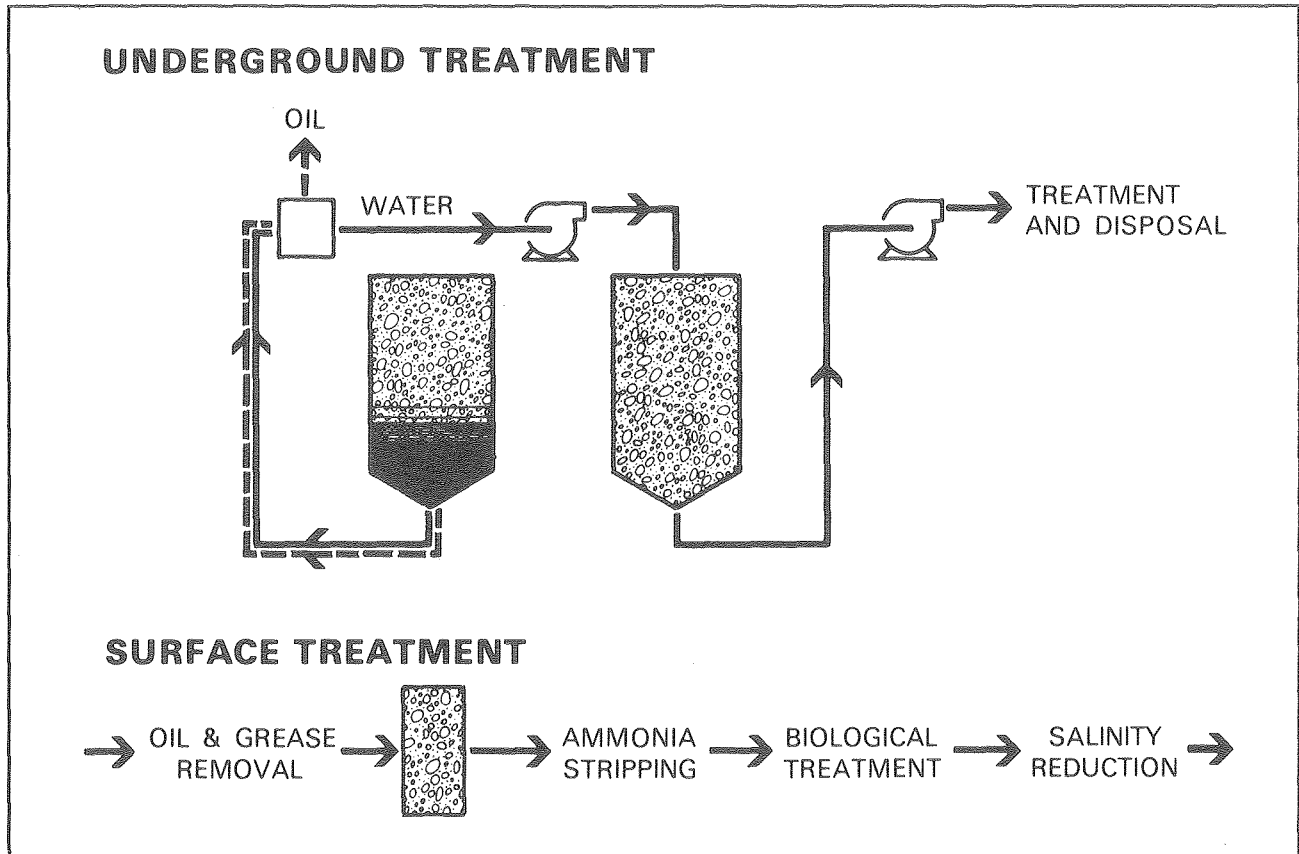 UNDERGROUND TREATMENT
OIL
WATER
TREATMENT
AND DISPOSAL
SURFACE TREATMENT
OIL & GREASE
REMOVAL
AMMONIA
STRIPPING
BIOLOGICAL
TREATMENT
SALINITY
REDUCTION